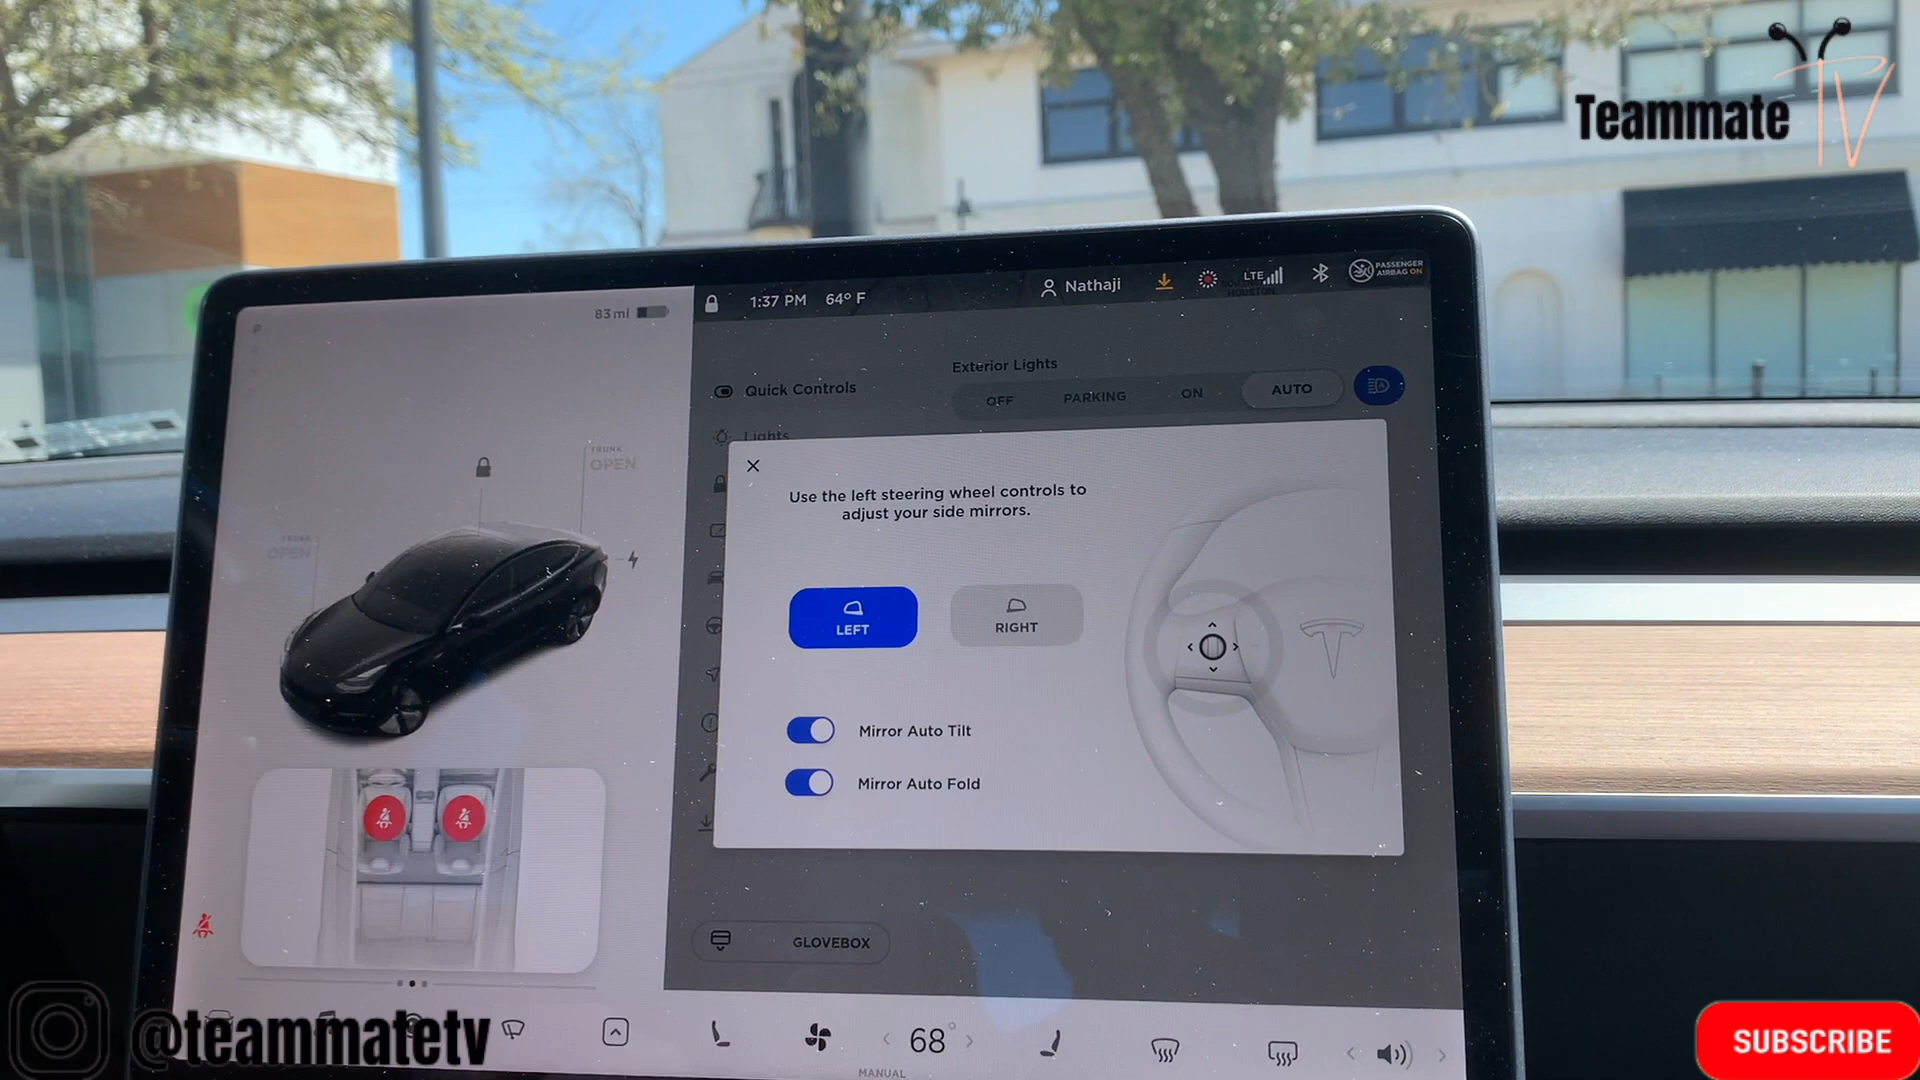 Teammate TV
Nathaji
LTE
PASSENGER
AIRBAG ON
1:37 PM 64° F
83 mi
P
Exterior Lights
Quick Controls
OFF PARKING ON AUTO
Lights
TRUNK
OPEN
Use the left steering wheel controls to
adjust your side mirrors.
OPEN
LEFT RIGHT
Mirror Auto Tilt
Mirror Auto Fold
GLOVEBOX
@teammatetv
68°
MANUAL
SUBSCRIBE